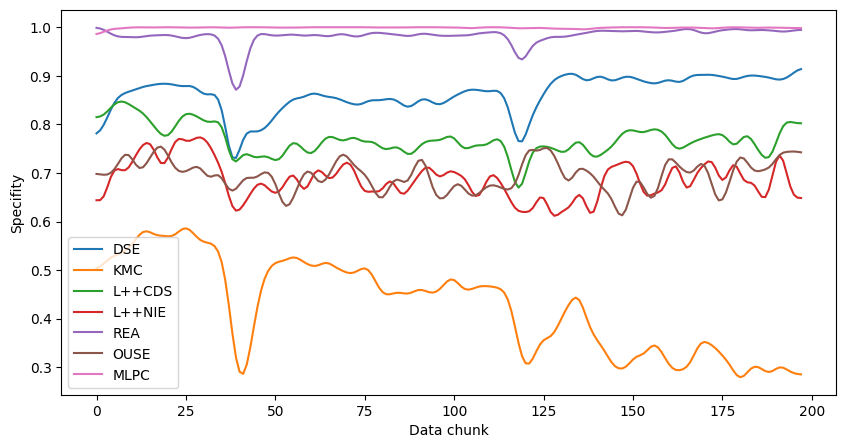 1.0
0.9
0.8
0.7
0.6
0.5
0.4
0.3
Specifity
DSE
KMC
L++CDS
L++NIE
REA
OUSE
MLPC
0 25 50 75 100 125 150 175 200
Data chunk